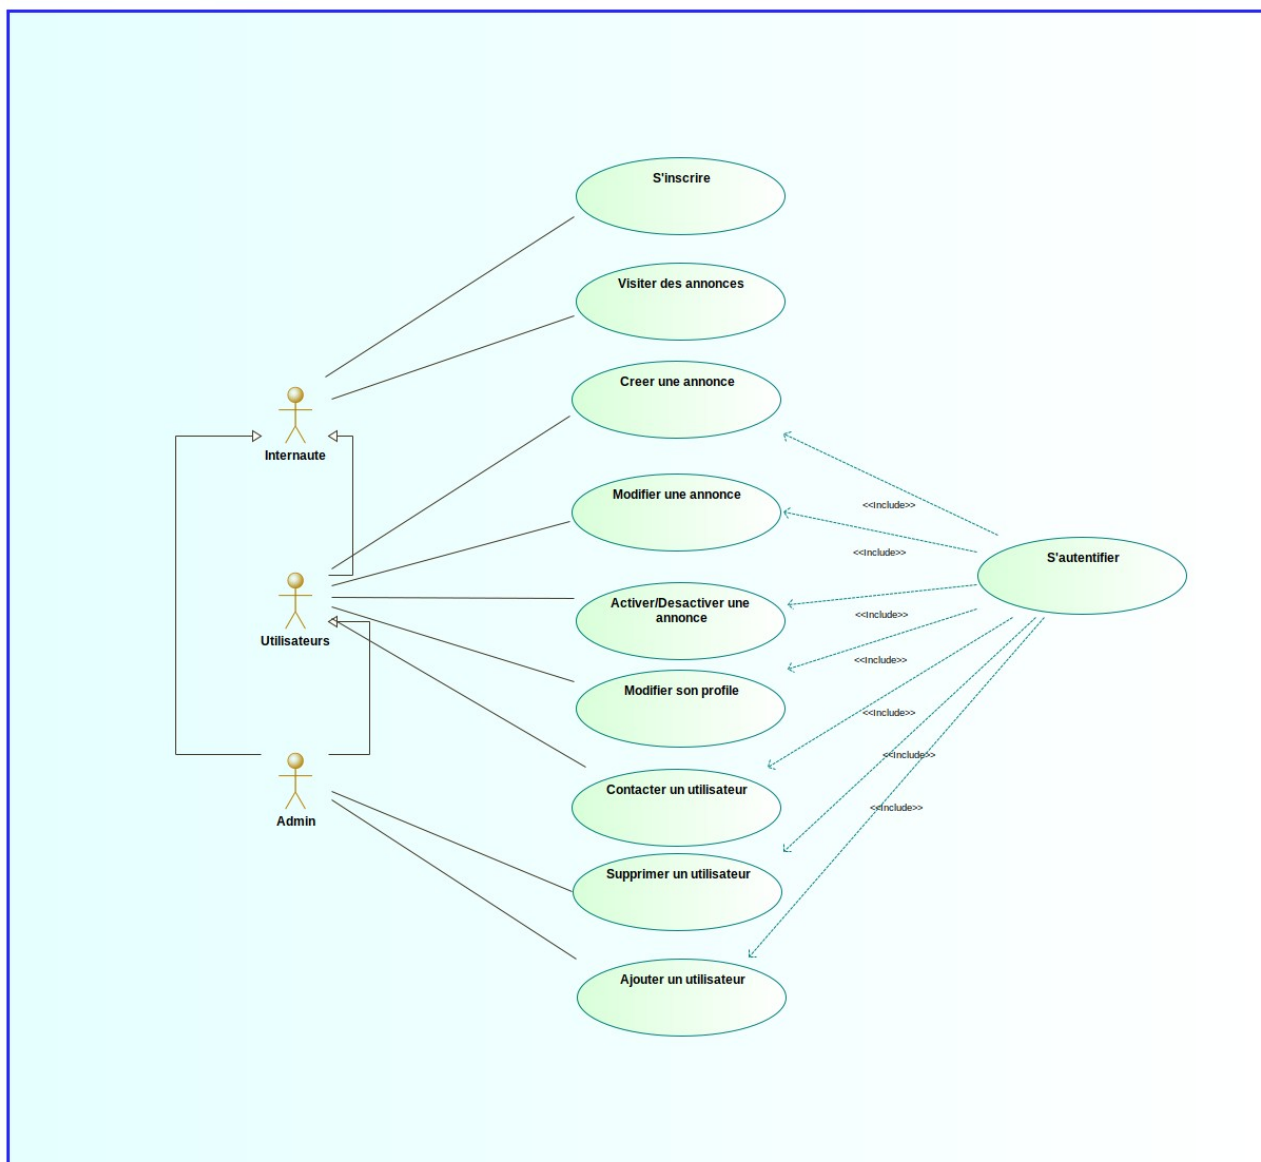 S'inscrire
Visiter des annonces
Creer une annonce
Internaute
Modifier une annonce
<<Include>>
<<Include>>
S'autentifier
Activer/Desactiver une
annonce
<<Include>>
Utilisateurs
<<Include>>
Modifier son profile
<<Include>>
<<Include>>
Contacter un utilisateur
<<Include>>
Admin
Supprimer un utilisateur
Ajouter un utilisateur